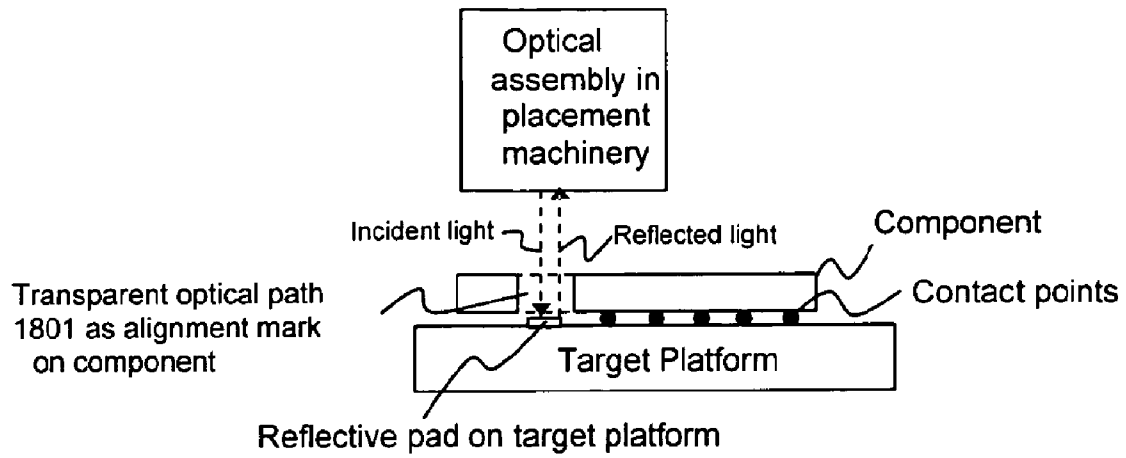 Optical
assembly in
placement
machinery
Incident light
Reflected light
Component
Transparent optical path
1801 as alignment mark
on component
Contact points
Target Platform
Reflective pad on target platform